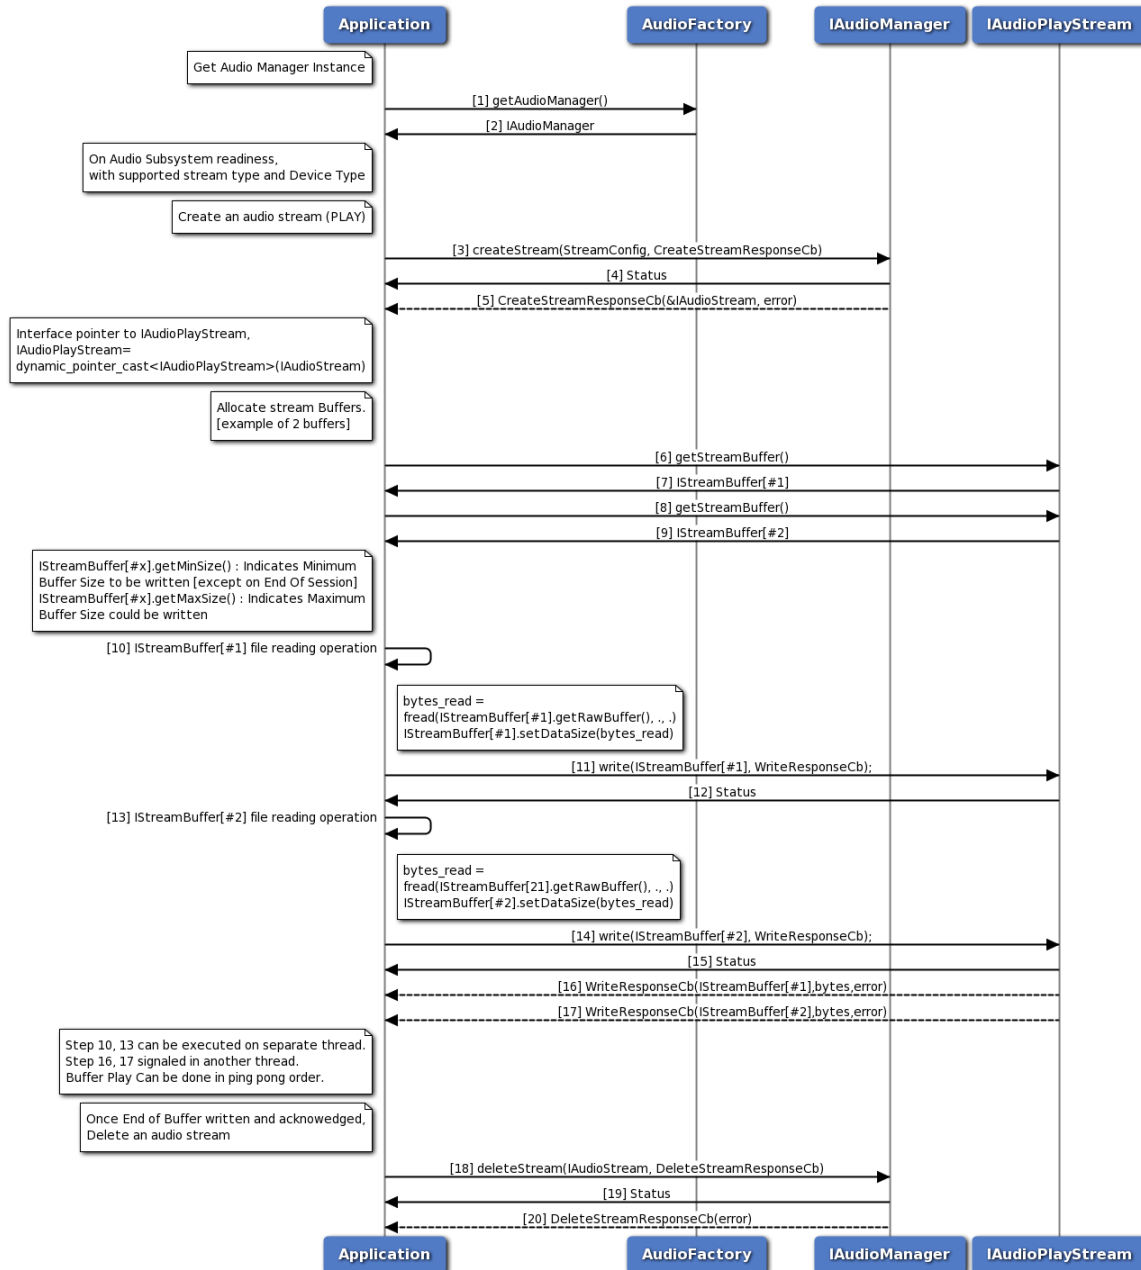 Application
AudioFactory
IAudioManager
IAudioPlayStream
Get Audio Manager Instance
[1] getAudioManager()
[2] IAudioManager
On Audio Subsystem readiness,
with supported stream type and Device Type
Create an audio stream (PLAY)
[3] createStream(StreamConfig, CreateStreamResponseCb)
[4] Status
[5] CreateStreamResponseCb(&IAudioStream, error)
Interface pointer to IAudioPlayStream,
IAudioPlayStream=
dynamic_pointer_cast<IAudioPlayStream>(IAudioStream)
Allocate stream Buffers.
[example of 2 buffers]
[6] getStreamBuffer()
[7] IStreamBuffer[#1]
[8] getStreamBuffer()
[9] IStreamBuffer[#2]
IStreamBuffer[#x].getMinSize() : Indicates Minimum
Buffer Size to be written [except on End Of Session]
IStreamBuffer[#x].getMaxSize() : Indicates Maximum
Buffer Size could be written
[10] IStreamBuffer[#1] file reading operation
bytes_read =
fread(IStreamBuffer[#1].getRawBuffer(), ., .)
IStreamBuffer[#1].setDataSize(bytes_read)
[11] write(IStreamBuffer[#1], WriteResponseCb);
[12] Status
[13] IStreamBuffer[#2] file reading operation
bytes_read =
fread(IStreamBuffer[21].getRawBuffer(), ., .)
IStreamBuffer[#2].setDataSize(bytes_read)
[14] write(IStreamBuffer[#2], WriteResponseCb);
[15] Status
[16] WriteResponseCb(IStreamBuffer[#1],bytes,error)
[17] WriteResponseCb(IStreamBuffer[#2],bytes,error)
Step 10, 13 can be executed on separate thread.
Step 16, 17 signaled in another thread.
Buffer Play Can be done in ping pong order.
Once End of Buffer written and acknowedged,
Delete an audio stream
[18] deleteStream(IAudioStream, DeleteStreamResponseCb)
[19] Status
[20] DeleteStreamResponseCb(error)
Application
AudioFactory
IAudioManager
IAudioPlayStream